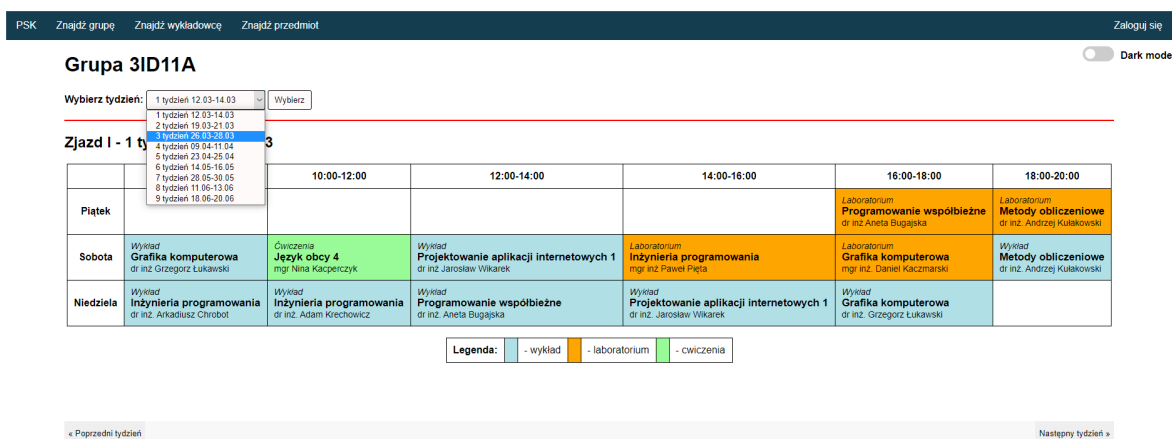 PSK Znajdź grupę Znajdź wykładowcę Znajdź przedmiot Zaloguj się
Dark mode
Grupa 3ID11A
Wybierz tydzień: 1 tydzień 12.03-14.03 Wybierz
1 tydzień 12.03-14.03
2 tydzień 19.03-21.03
3 tydzień 26.03-28.03
4 tydzień 09.04-11.04
5 tydzień 23.04-25.04
6 tydzień 14.05-16.05
7 tydzień 28.05-30.05
8 tydzień 11.06-13.06
9 tydzień 18.06-20.06
Zjazd I - 1 ty 3
10:00-12:00 12:00-14:00 14:00-16:00 16:00-18:00 18:00-20:00
Piątek
Laboratorium
Programowanie współbieżne
dr inż Aneta Bugajska
Laboratorium
Metody obliczeniowe
dr inż. Andrzej Kułakowski
Sobota
Wykład
Grafika komputerowa
dr inż Grzegorz Łukawski
Ćwiczenia
Język obcy 4
mgr Nina Kacperczyk
Wykład
Projektowanie aplikacji internetowych 1
dr inż Jarosław Wikarek
Laboratorium
Inżynieria programowania
mgr inż Paweł Pięta
Laboratorium
Grafika komputerowa
mgr inż. Daniel Kaczmarski
Wykład
Metody obliczeniowe
dr inż. Andrzej Kułakowski
Niedziela
Wykład
Inżynieria programowania
dr inż. Arkadiusz Chrobot
Wykład
Inżynieria programowania
dr inż. Adam Krechowicz
Wykład
Programowanie współbieżne
dr inż. Aneta Bugajska
Wykład
Projektowanie aplikacji internetowych 1
dr inż. Jarosław Wikarek
Wykład
Grafika komputerowa
dr inż. Grzegorz Łukawski
Legenda: - wykład - laboratorium - cwiczenia
« Poprzedni tydzień Następny tydzień »